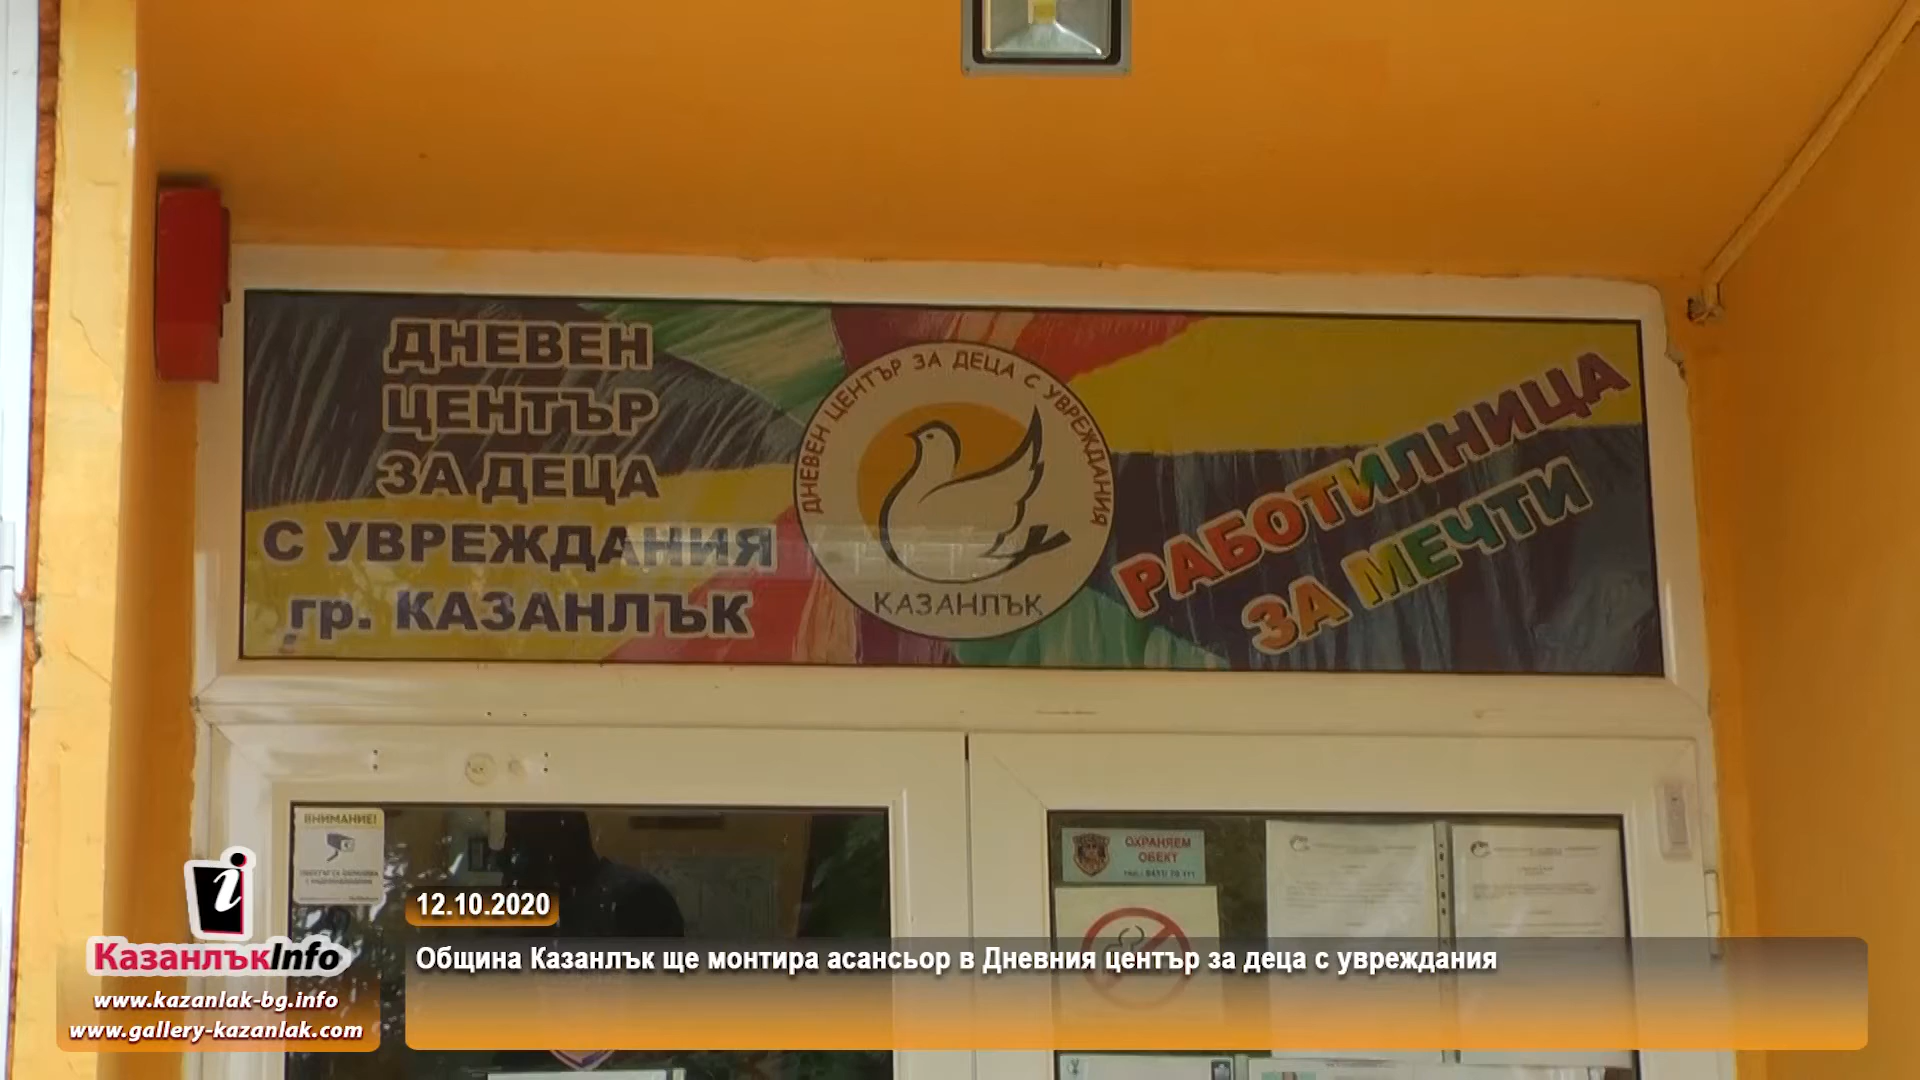 ДНЕВЕН
ЦЕНТЪР
ЗА ДЕЦА
С УВРЕЖДАНИЯ
гр. КАЗАНЛЪК
ДНЕВЕН ЦЕНТЪР ЗА ДЕЦА С УВРЕЖДАНИЯ
КАЗАНЛЪК
РАБОТИЛНИЦА
ЗА МЕЧТИ
ВНИМАНИЕ!
ОХРАНЯЕМ
ОБЕКТ
12.10.2020
Община Казанлък ще монтира асансьор в Дневния център за деца с увреждания
i
КазанлъкInfo
www.kazanlak-bg.info
www.gallery-kazanlak.com